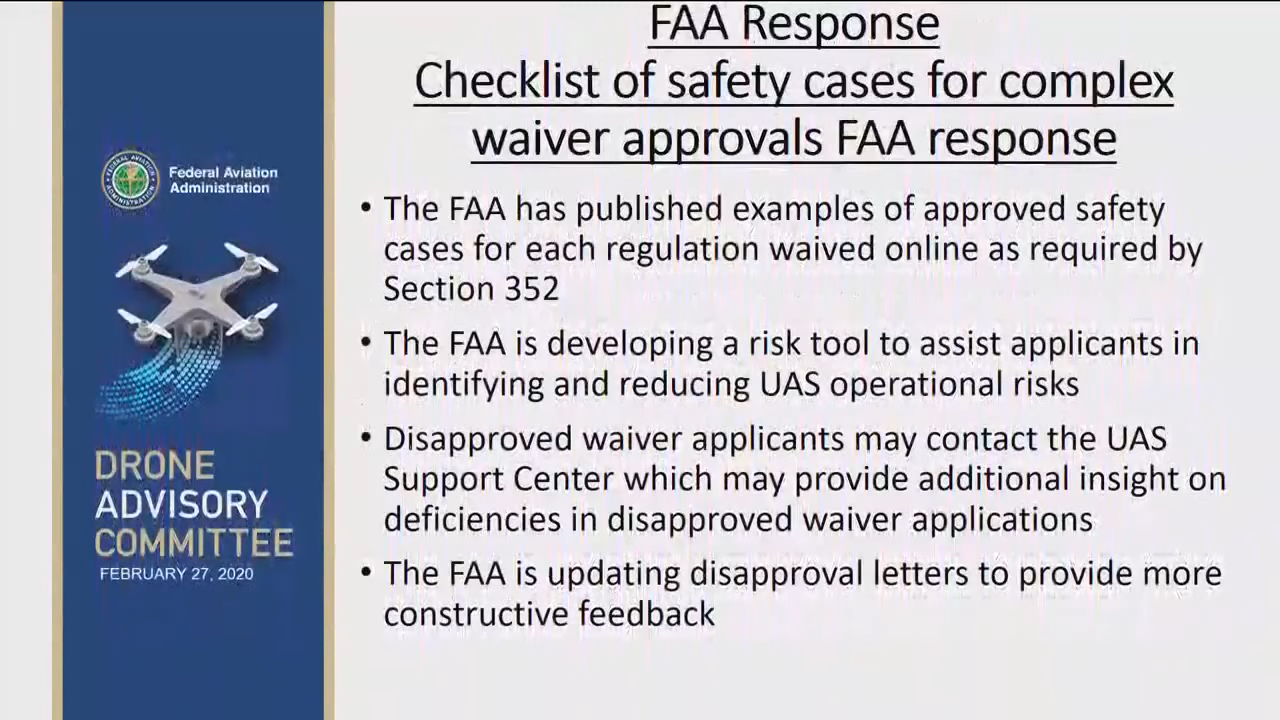 FAA Response
Checklist of safety cases for complex
waiver approvals FAA response
Federal Aviation
Administration
DRONE
ADVISORY
COMMITTEE
FEBRUARY 27, 2020
• The FAA has published examples of approved safety
cases for each regulation waived online as required by
Section 352
• The FAA is developing a risk tool to assist applicants in
identifying and reducing UAS operational risks
• Disapproved waiver applicants may contact the UAS
Support Center which may provide additional insight on
deficiencies in disapproved waiver applications
• The FAA is updating disapproval letters to provide more
constructive feedback